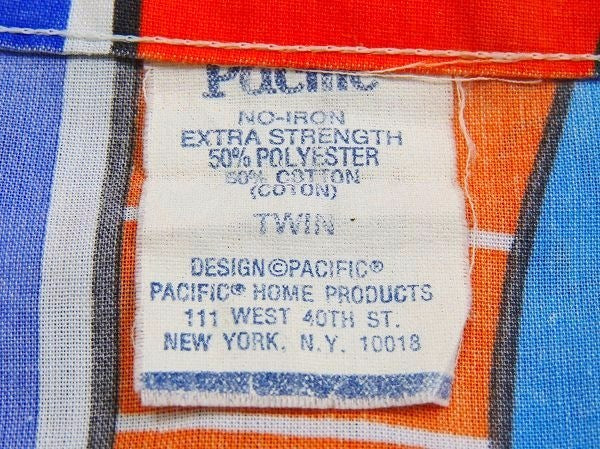 Pacific
NO-IRON
EXTRA STRENGTH
50% POLYESTER
50% COTTON
(COTON)
TWIN
DESIGN©PACIFIC®
PACIFIC® HOME PRODUCTS
111 WEST 40TH ST.
NEW YORK, N.Y. 10018